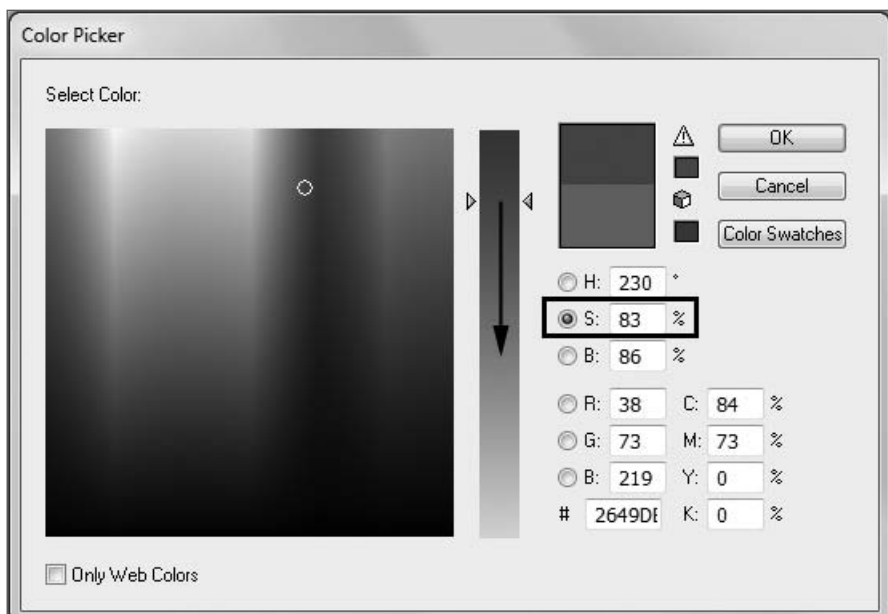 Color Picker
Select Color:
OK
Cancel
Color Swatches
H: 230 °
S: 83 %
B: 86 %
R: 38 C: 84 %
G: 73 M: 73 %
B: 219 Y: 0 %
# 2649DB K: 0 %
Only Web Colors